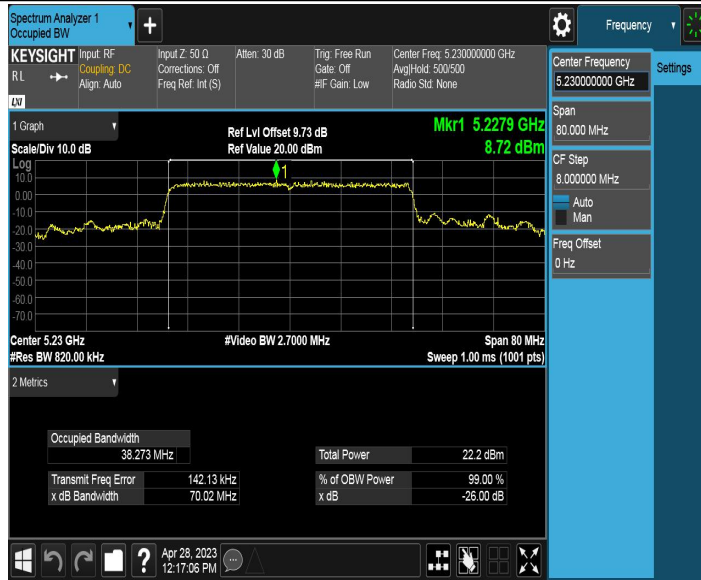 Spectrum Analyzer 1
Occupied BW
Frequency
KEYSIGHT
Input: RF
Coupling: DC
Align: Auto
Input Z: 50 Ω
Corrections: Off
Freq Ref: Int (S)
Atten: 30 dB
Trig: Free Run
Gate: Off
#IF Gain: Low
Center Freq: 5.230000000 GHz
Avg|Hold: 500/500
Radio Std: None
RL
LXI
Center Frequency
5.230000000 GHz
Settings
Span
80.000 MHz
CF Step
8.000000 MHz
Auto
Man
Freq Offset
0 Hz
1 Graph
Scale/Div 10.0 dB
Ref Lvl Offset 9.73 dB
Ref Value 20.00 dBm
Mkr1 5.2279 GHz
8.72 dBm
Log
10.0
0.00
-10.0
-20.0
-30.0
-40.0
-50.0
-60.0
-70.0
1
Center 5.23 GHz
#Res BW 820.00 kHz
#Video BW 2.7000 MHz
Span 80 MHz
Sweep 1.00 ms (1001 pts)
2 Metrics
Occupied Bandwidth
38.273 MHz
Total Power 22.2 dBm
Transmit Freq Error 142.13 kHz
% of OBW Power 99.00 %
x dB Bandwidth 70.02 MHz
x dB -26.00 dB
Apr 28, 2023
12:17:06 PM